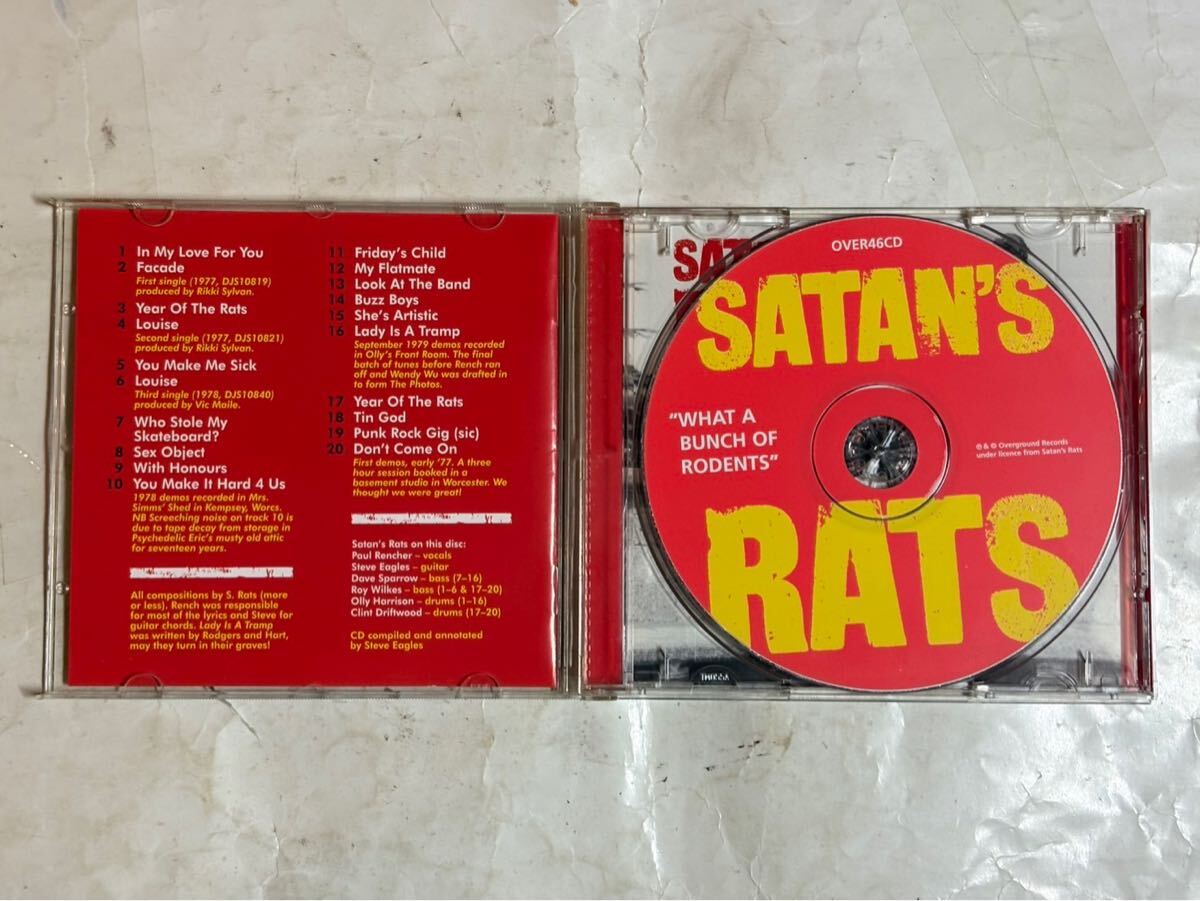 1 In My Love For You
2 Facade
First single (1977, DJS10819)
produced by Rikki Sylvan.
3 Year Of The Rats
4 Louise
Second single (1977, DJS10821)
produced by Rikki Sylvan.
5 You Make Me Sick
6 Louise
Third single (1978, DJS10840)
produced by Vic Maile.
7 Who Stole My
Skateboard?
8 Sex Object
9 With Honours
10 You Make It Hard 4 Us
1978 demos recorded in Mrs.
Simms' Shed in Kempsey, Worcs.
NB Screeching noise on track 10 is
due to tape decay from storage in
Psychedelic Eric's musty old attic
for seventeen years.
All compositions by S. Rats (more
or less). Rench was responsible
for most of the lyrics and Steve for
guitar chords. Lady Is A Tramp
was written by Rodgers and Hart,
may they turn in their graves!
11 Friday's Child
12 My Flatmate
13 Look At The Band
14 Buzz Boys
15 She's Artistic
16 Lady Is A Tramp
September 1979 demos recorded
in Olly's Front Room. The final
batch of tunes before Rench ran
off and Wendy Wu was drafted in
to form The Photos.
17 Year Of The Rats
18 Tin God
19 Punk Rock Gig (sic)
20 Don't Come On
First demos, early '77. A three
hour session booked in a
basement studio in Worcester. We
thought we were great!
Satan's Rats on this disc:
Paul Rencher – vocals
Steve Eagles – guitar
Dave Sparrow – bass (7–16)
Roy Wilkes – bass (1–6 & 17–20)
Olly Harrison – drums (1–16)
Clint Driftwood – drums (17–20)
CD compiled and annotated
by Steve Eagles
SAT
OVER46CD
SATAN'S
"WHAT A
BUNCH OF
RODENTS"
℗ & © Overground Records
under licence from Satan's Rats
RATS